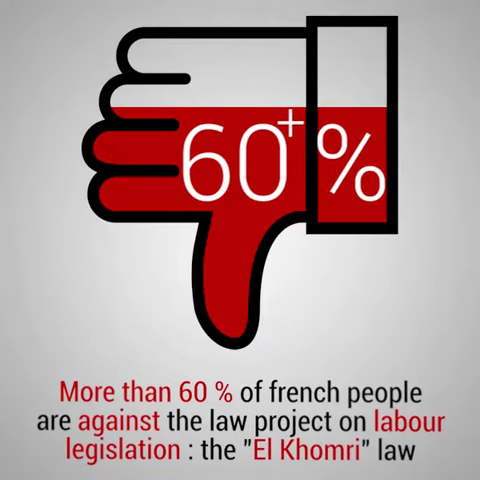 60+%
More than 60 % of french people
are against the law project on labour
legislation : the "El Khomri" law